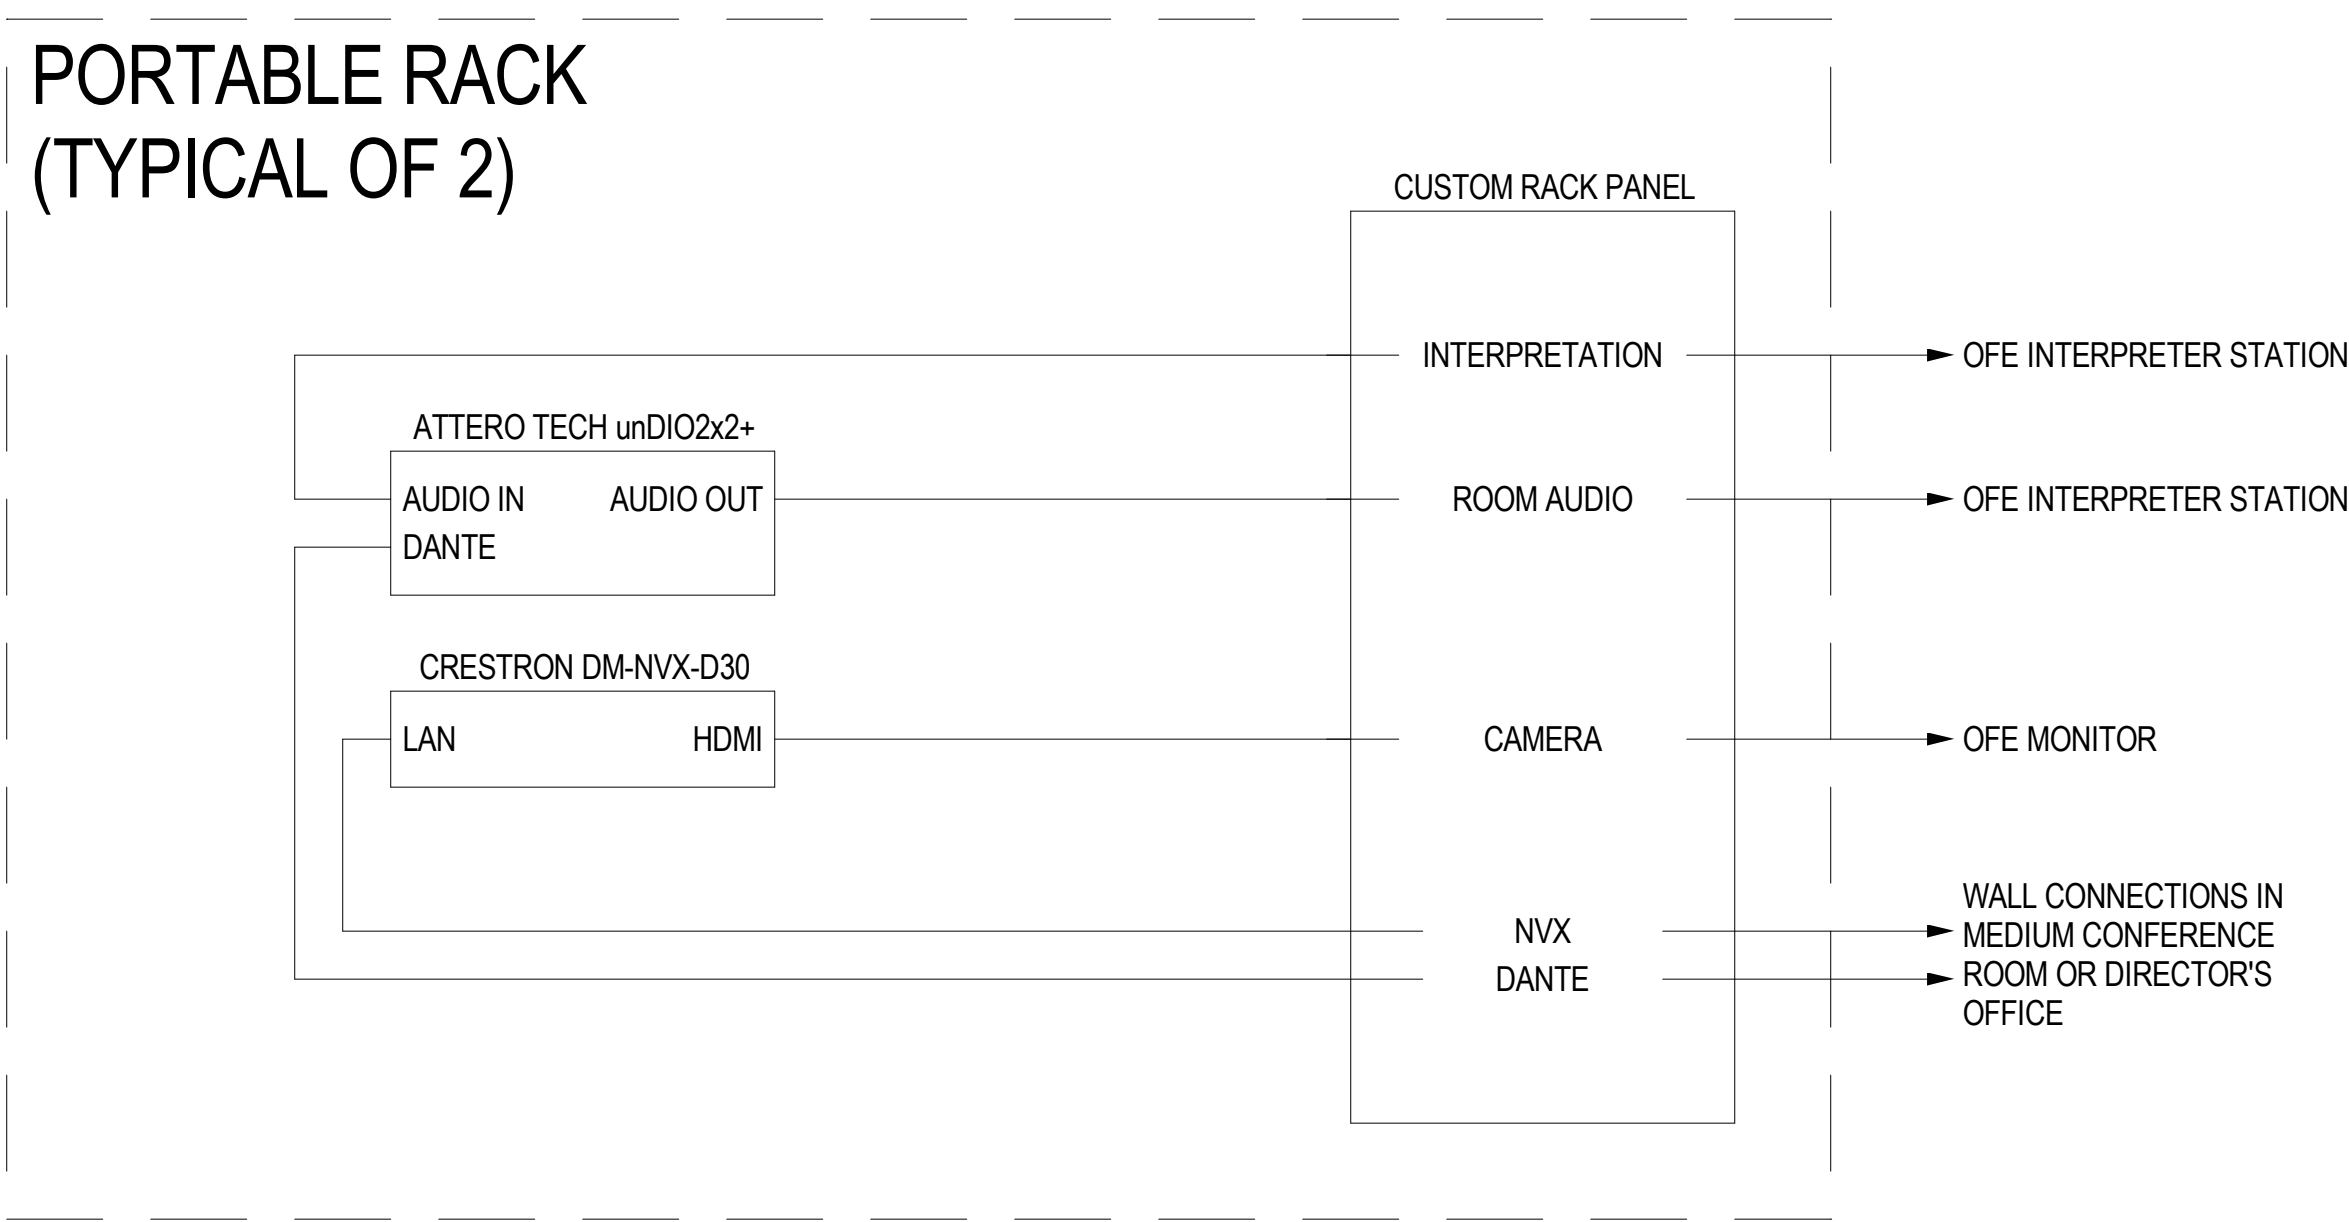 PORTABLE RACK
(TYPICAL OF 2)
CUSTOM RACK PANEL
INTERPRETATION
OFE INTERPRETER STATION
ATTERO TECH unDIO2x2+
AUDIO IN
AUDIO OUT
ROOM AUDIO
OFE INTERPRETER STATION
DANTE
CRESTRON DM-NVX-D30
LAN
HDMI
CAMERA
OFE MONITOR
NVX
DANTE
WALL CONNECTIONS IN
MEDIUM CONFERENCE
ROOM OR DIRECTOR'S
OFFICE